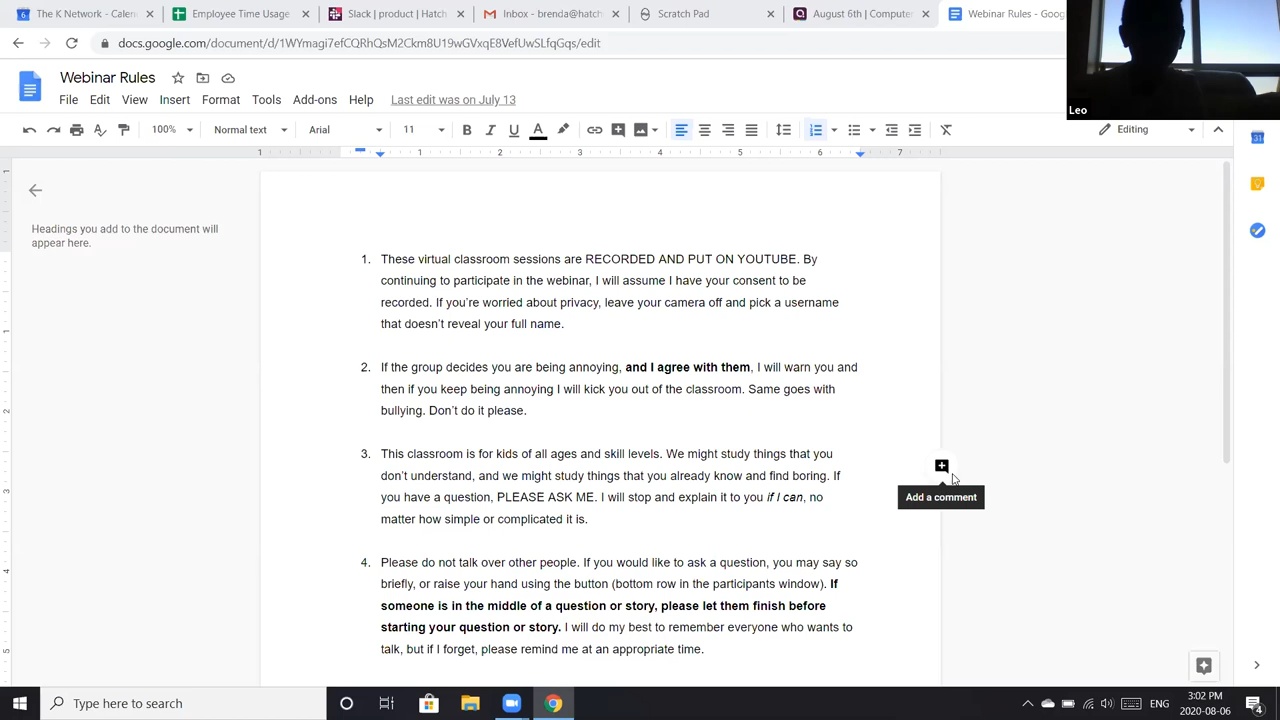 The K Network - Calen
Employee Time Usage
Slack | product | Hatch
Inbox - brenda@hatch
Scratch Pad
August 6th | Computer
Webinar Rules - Goog
docs.google.com/document/d/1WYmagi7efCQRhQsM2Ckm8U19wGVxqE8VefUwSLfqGqs/edit
Leo
Webinar Rules
File Edit View Insert Format Tools Add-ons Help Last edit was on July 13
100% Normal text Arial 11 B I U A Editing
1 1 2 3 4 5 6 7
Headings you add to the document will
appear here.
1. These virtual classroom sessions are RECORDED AND PUT ON YOUTUBE. By
continuing to participate in the webinar, I will assume I have your consent to be
recorded. If you’re worried about privacy, leave your camera off and pick a username
that doesn’t reveal your full name.
2. If the group decides you are being annoying, and I agree with them, I will warn you and
then if you keep being annoying I will kick you out of the classroom. Same goes with
bullying. Don’t do it please.
3. This classroom is for kids of all ages and skill levels. We might study things that you
don’t understand, and we might study things that you already know and find boring. If
you have a question, PLEASE ASK ME. I will stop and explain it to you if I can, no
matter how simple or complicated it is.
Add a comment
4. Please do not talk over other people. If you would like to ask a question, you may say so
briefly, or raise your hand using the button (bottom row in the participants window). If
someone is in the middle of a question or story, please let them finish before
starting your question or story. I will do my best to remember everyone who wants to
talk, but if I forget, please remind me at an appropriate time.
Type here to search
ENG
3:02 PM
2020-08-06
4